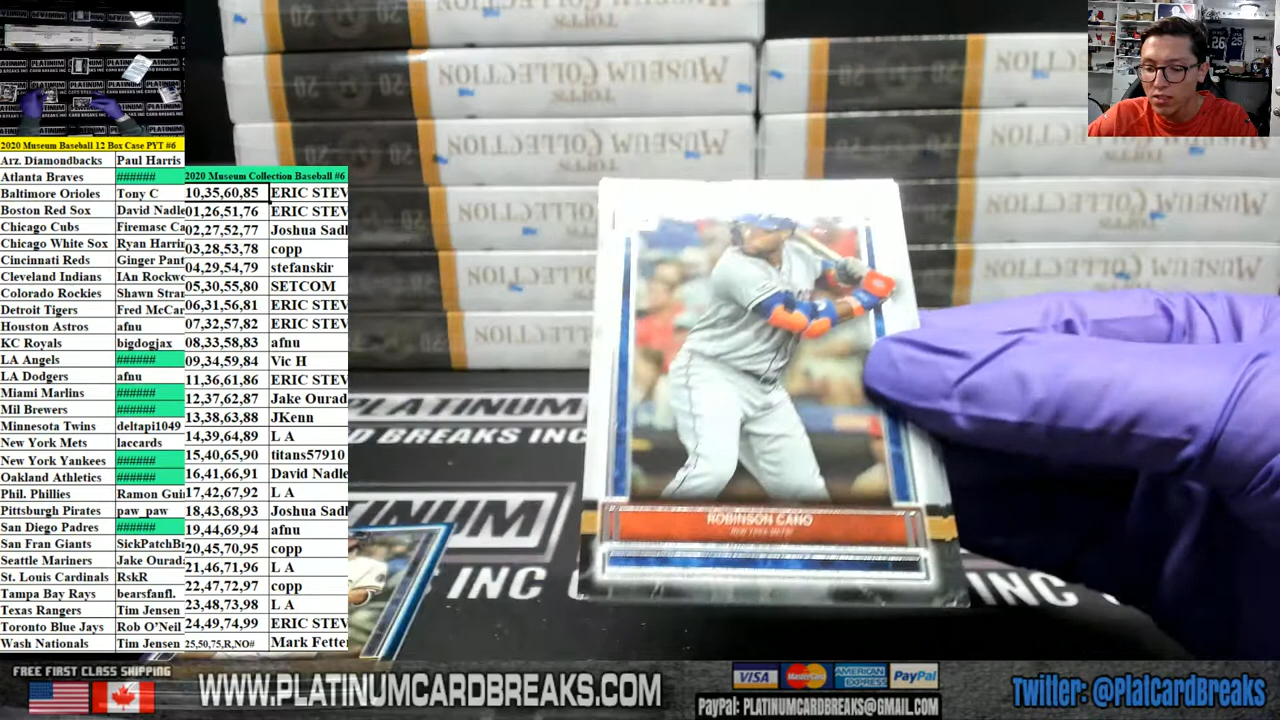 2020 Museum Baseball 12 Box Case PYT #6
Arz. Diamondbacks Paul Harris
Atlanta Braves ######
Baltimore Orioles Tony C
Boston Red Sox David Nadle
Chicago Cubs Firemasc Ca
Chicago White Sox Ryan Harrin
Cincinnati Reds Ginger Pant
Cleveland Indians IAn Rockwo
Colorado Rockies Shawn Stran
Detroit Tigers Fred McCar
Houston Astros afnu
KC Royals bigdogjax
LA Angels ######
LA Dodgers afnu
Miami Marlins ######
Mil Brewers ######
Minnesota Twins deltapi1049
New York Mets laccards
New York Yankees ######
Oakland Athletics ######
Phil. Phillies Ramon Gui
Pittsburgh Pirates paw_paw
San Diego Padres ######
San Fran Giants SickPatchB
Seattle Mariners Jake Ourad
St. Louis Cardinals RskR
Tampa Bay Rays bearsfanfl.
Texas Rangers Tim Jensen
Toronto Blue Jays Rob O'Neil
Wash Nationals Tim Jensen
2020 Museum Collection Baseball #6
10,35,60,85 ERIC STEV
01,26,51,76 ERIC STEV
02,27,52,77 Joshua Sadl
03,28,53,78 copp
04,29,54,79 stefanskir
05,30,55,80 SETCOM
06,31,56,81 ERIC STEV
07,32,57,82 ERIC STEV
08,33,58,83 afnu
09,34,59,84 Vic H
11,36,61,86 ERIC STEV
12,37,62,87 Jake Ourad
13,38,63,88 JKenn
14,39,64,89 L A
15,40,65,90 titans57910
16,41,66,91 David Nadle
17,42,67,92 L A
18,43,68,93 Joshua Sadl
19,44,69,94 afnu
20,45,70,95 copp
21,46,71,96 L A
22,47,72,97 copp
23,48,73,98 L A
24,49,74,99 ERIC STEV
25,50,75,R,NO# Mark Fette
MUSEUM COLLECTION
TOPPS
20
ROBINSON CANO
NEW YORK METS
PLATINUM
CARD BREAKS INC
FREE FIRST CLASS SHIPPING
WWW.PLATINUMCARDBREAKS.COM
VISA MasterCard AMERICAN EXPRESS PayPal
PayPal: PLATINUMCARDBREAKS@GMAIL.COM
Twitter: @PlatCardBreaks